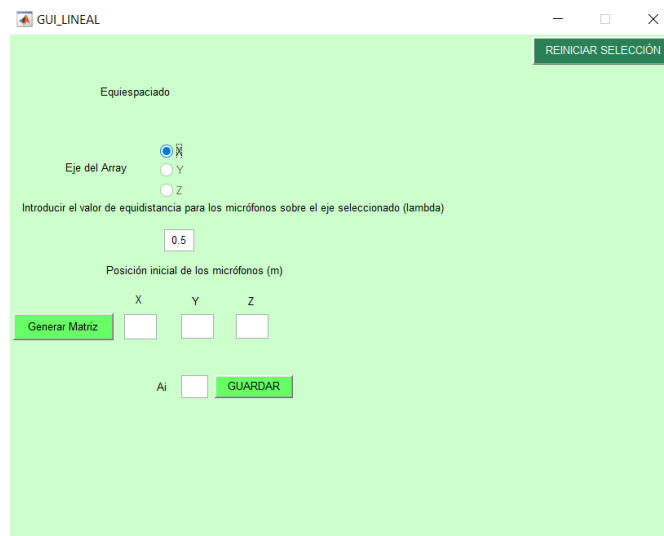 GUI_LINEAL
REINICIAR SELECCIÓN
Equiespaciado
X
Eje del Array
Y
Z
Introducir el valor de equidistancia para los micrófonos sobre el eje seleccionado (lambda)
0.5
Posición inicial de los micrófonos (m)
X Y Z
Generar Matriz
Ai GUARDAR